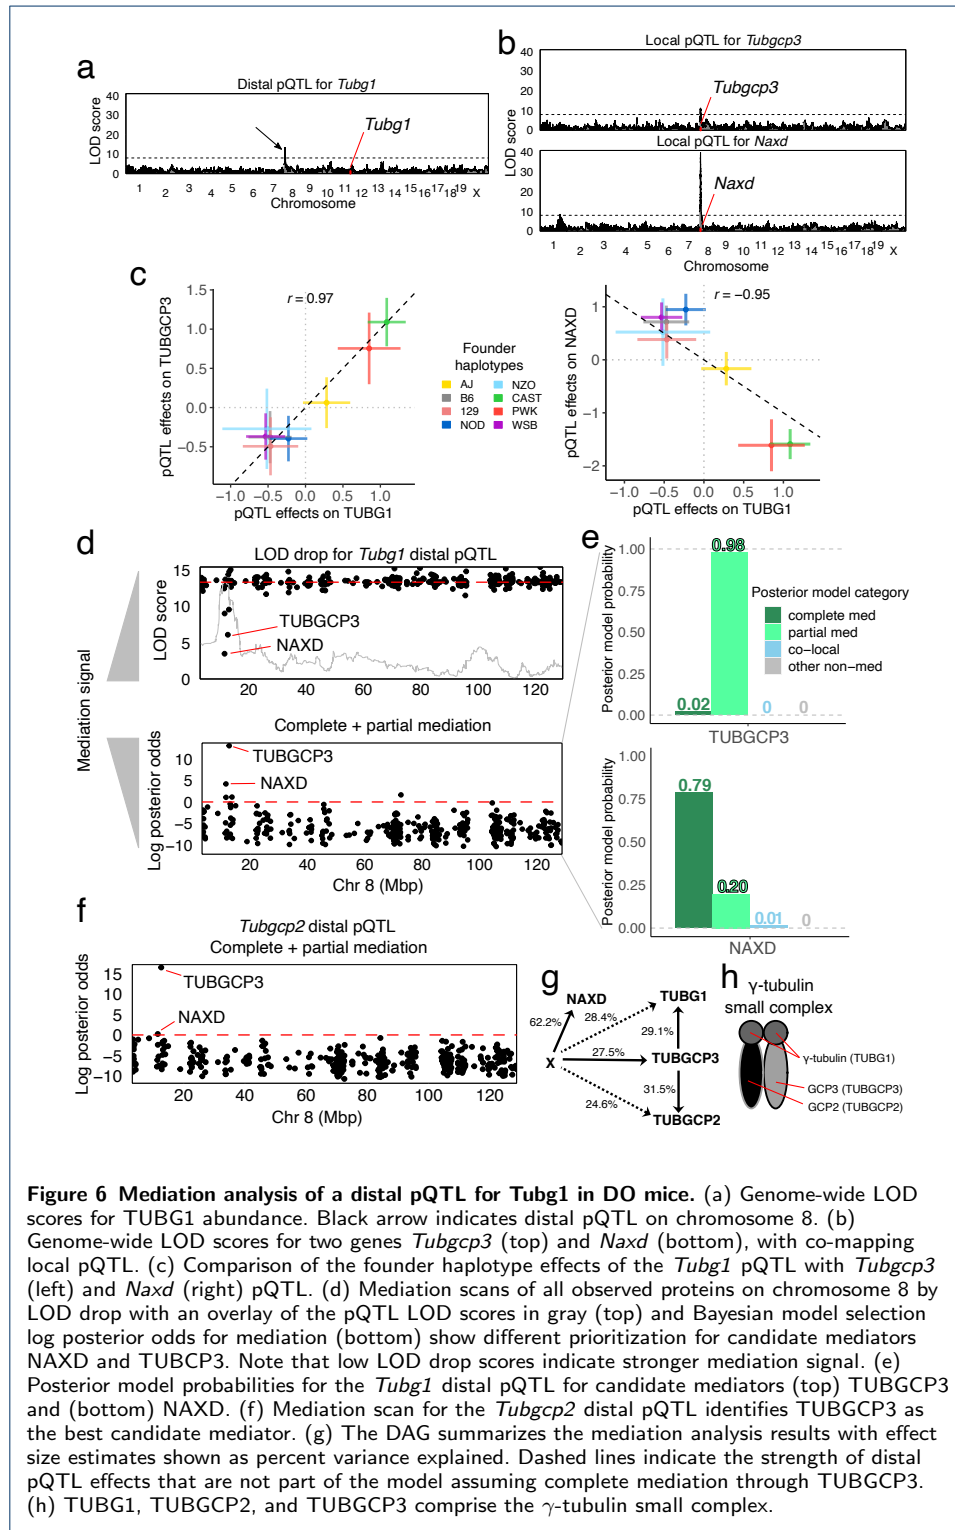 a
Distal pQTL for Tubg1
LOD score
40
30
20
10
0
Tubg1
1 2 3 4 5 6 7 8 9 10 11 12 13 14 15 16 17 18 19 X
Chromosome
b
Local pQTL for Tubgcp3
LOD score
40
30
20
10
0
Tubgcp3
Local pQTL for Naxd
LOD score
40
30
20
10
0
Naxd
1 2 3 4 5 6 7 8 9 10 11 12 13 14 15 16 17 18 19 X
Chromosome
c
pQTL effects on TUBGCP3
1.5
1.0
0.5
0.0
−0.5
r = 0.97
−1.0 −0.5 0.0 0.5 1.0
pQTL effects on TUBG1
Founder
haplotypes
AJ
B6
129
NOD
NZO
CAST
PWK
WSB
pQTL effects on NAXD
1
0
−1
−2
r = −0.95
−1.0 −0.5 0.0 0.5 1.0
pQTL effects on TUBG1
d
Mediation signal
LOD drop for Tubg1 distal pQTL
LOD score
15
10
5
0
TUBGCP3
NAXD
20 40 60 80 100 120
Complete + partial mediation
Log posterior odds
10
5
0
−5
−10
TUBGCP3
NAXD
20 40 60 80 100 120
Chr 8 (Mbp)
e
Posterior model probability
1.00
0.75
0.50
0.25
0.00
0.02
0.98
0
0
TUBGCP3
Posterior model category
complete med
partial med
co-local
other non-med
Posterior model probability
1.00
0.75
0.50
0.25
0.00
0.79
0.20
0.01
0
NAXD
f
Tubgcp2 distal pQTL
Complete + partial mediation
Log posterior odds
15
10
5
0
−5
−10
TUBGCP3
NAXD
20 40 60 80 100 120
Chr 8 (Mbp)
g
NAXD
TUBG1
62.2%
28.4%
29.1%
X
27.5%
TUBGCP3
31.5%
24.6%
TUBGCP2
h
γ-tubulin
small complex
γ-tubulin (TUBG1)
GCP3 (TUBGCP3)
GCP2 (TUBGCP2)
Figure 6 Mediation analysis of a distal pQTL for Tubg1 in DO mice. (a) Genome-wide LOD
scores for TUBG1 abundance. Black arrow indicates distal pQTL on chromosome 8. (b)
Genome-wide LOD scores for two genes Tubgcp3 (top) and Naxd (bottom), with co-mapping
local pQTL. (c) Comparison of the founder haplotype effects of the Tubg1 pQTL with Tubgcp3
(left) and Naxd (right) pQTL. (d) Mediation scans of all observed proteins on chromosome 8 by
LOD drop with an overlay of the pQTL LOD scores in gray (top) and Bayesian model selection
log posterior odds for mediation (bottom) show different prioritization for candidate mediators
NAXD and TUBCP3. Note that low LOD drop scores indicate stronger mediation signal. (e)
Posterior model probabilities for the Tubg1 distal pQTL for candidate mediators (top) TUBGCP3
and (bottom) NAXD. (f) Mediation scan for the Tubgcp2 distal pQTL identifies TUBGCP3 as
the best candidate mediator. (g) The DAG summarizes the mediation analysis results with effect
size estimates shown as percent variance explained. Dashed lines indicate the strength of distal
pQTL effects that are not part of the model assuming complete mediation through TUBGCP3.
(h) TUBG1, TUBGCP2, and TUBGCP3 comprise the γ-tubulin small complex.